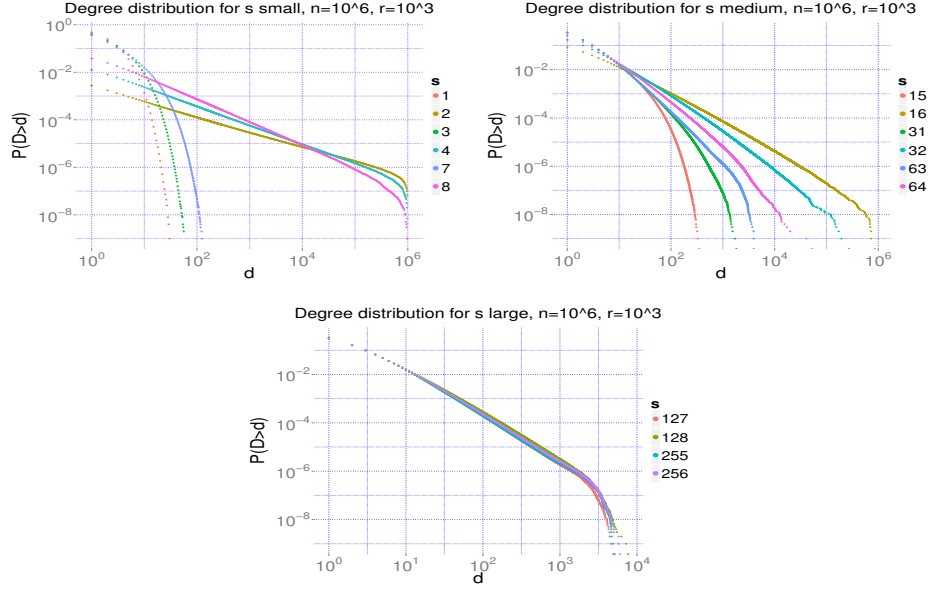 Degree distribution for s small, n=10^6, r=10^3
10^0
10^−2
10^−4
10^−6
10^−8
P(D>d)
10^0 10^2 10^4 10^6
d
s
1
2
3
4
7
8
Degree distribution for s medium, n=10^6, r=10^3
10^−2
10^−4
10^−6
10^−8
P(D>d)
10^0 10^2 10^4 10^6
d
s
15
16
31
32
63
64
Degree distribution for s large, n=10^6, r=10^3
10^−2
10^−4
10^−6
10^−8
P(D>d)
10^0 10^1 10^2 10^3 10^4
d
s
127
128
255
256